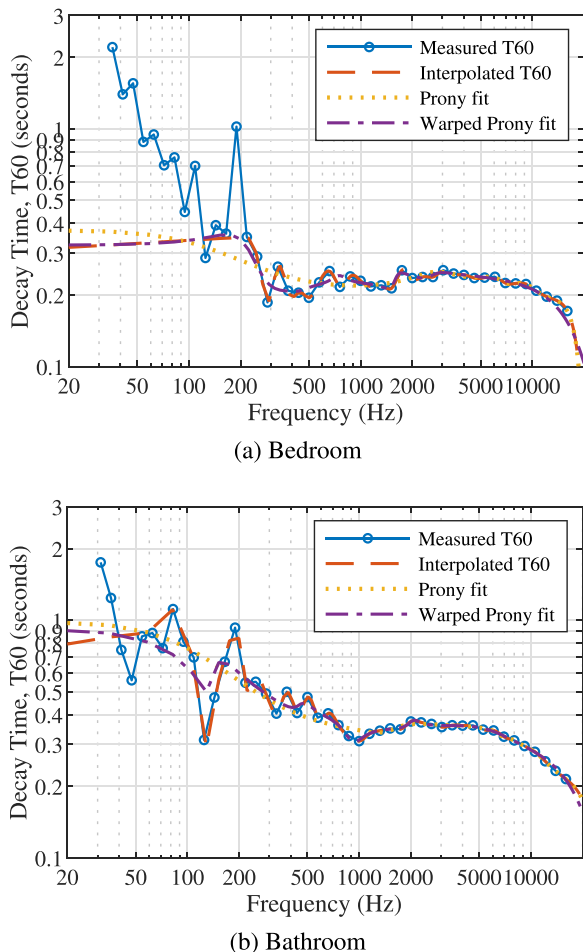 3
2
1
0.9
0.8
0.7
0.6
0.5
0.4
0.3
0.2
0.1
Decay Time, T60 (seconds)
Measured T60
Interpolated T60
Prony fit
Warped Prony fit
20 50 100 200 500 1000 2000 5000 10000
Frequency (Hz)
(a) Bedroom
3
2
1
0.9
0.8
0.7
0.6
0.5
0.4
0.3
0.2
0.1
Decay Time, T60 (seconds)
Measured T60
Interpolated T60
Prony fit
Warped Prony fit
20 50 100 200 500 1000 2000 5000 10000
Frequency (Hz)
(b) Bathroom